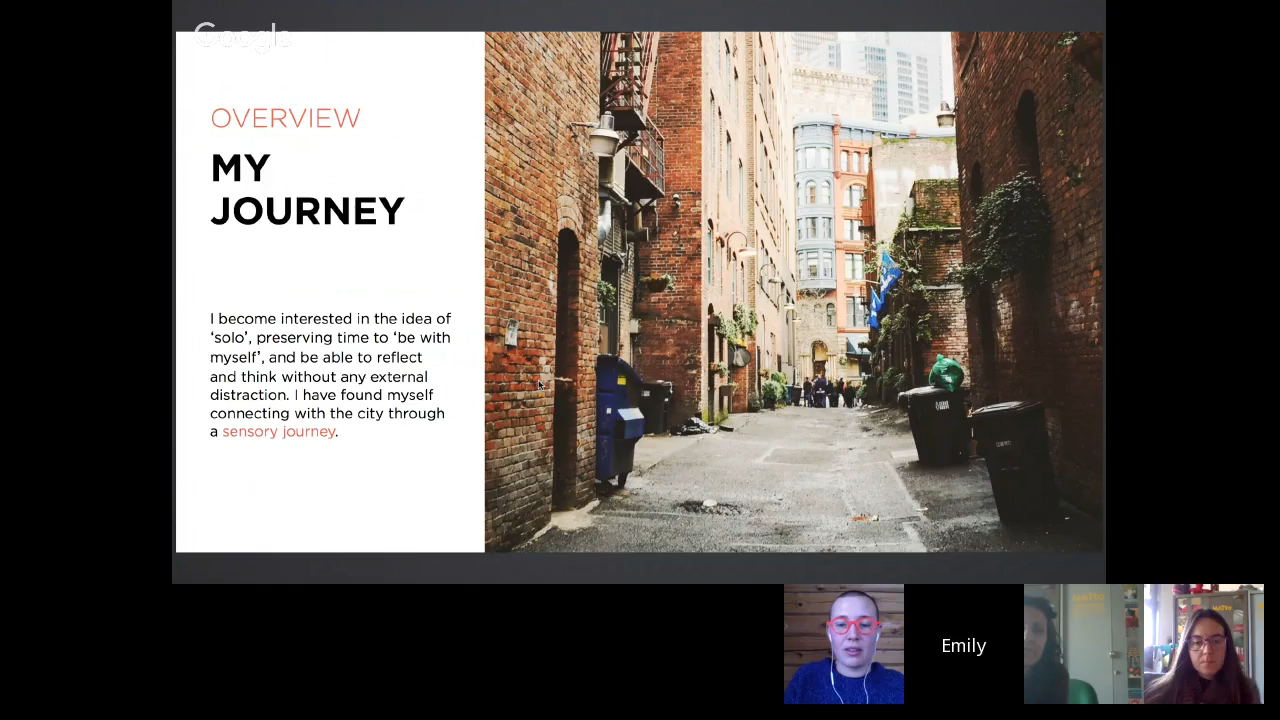 Google
OVERVIEW
MY
JOURNEY
I become interested in the idea of
‘solo’, preserving time to ‘be with
myself’, and be able to reflect
and think without any external
distraction. I have found myself
connecting with the city through
a sensory journey.
Emily